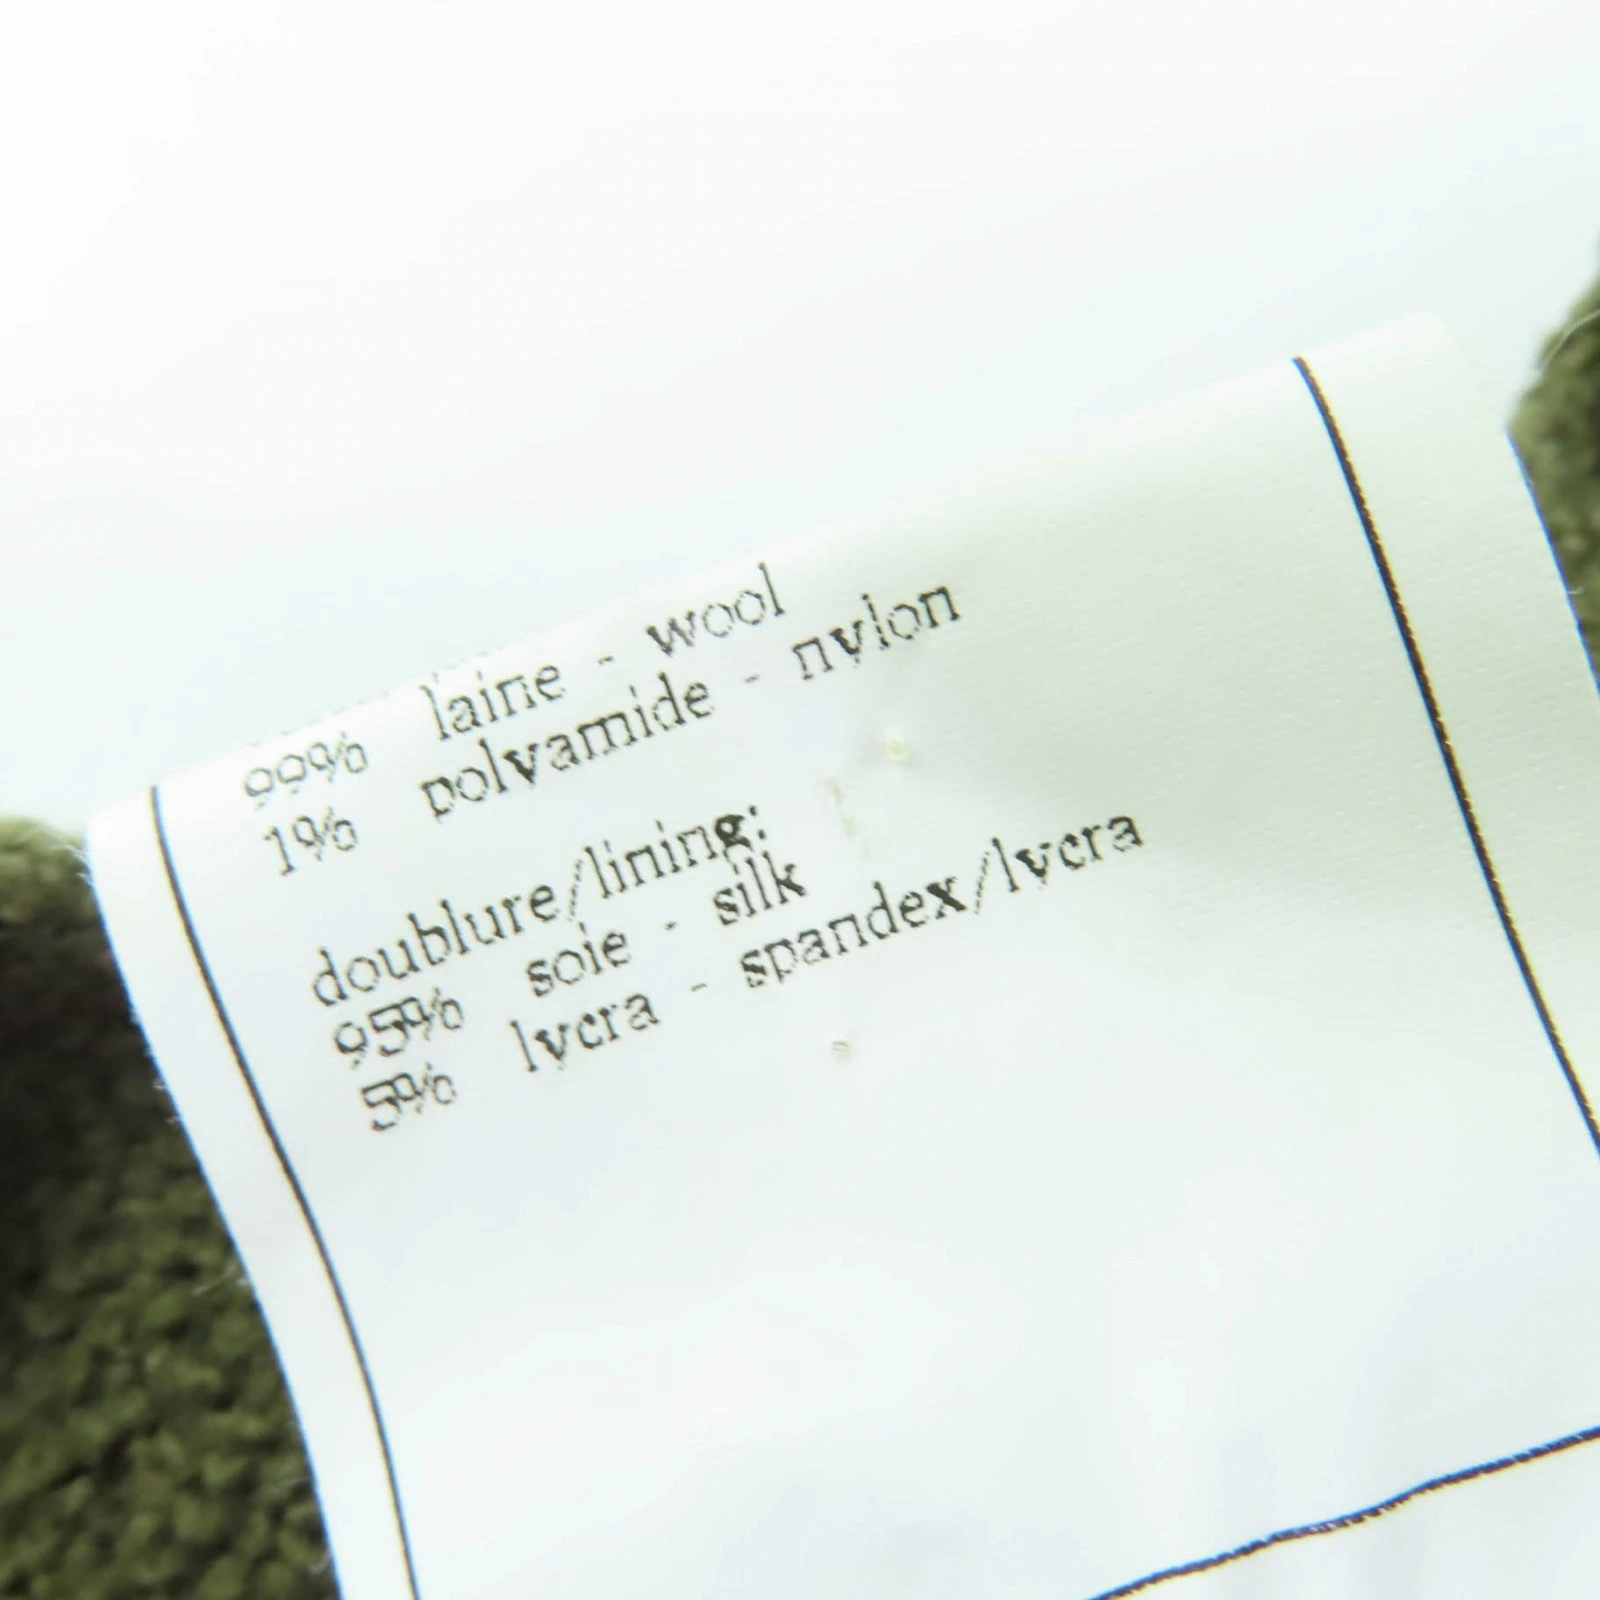 99% laine - wool
1% polyamide - nylon
doublure/lining:
95% soie - silk
5% lycra - spandex/lycra